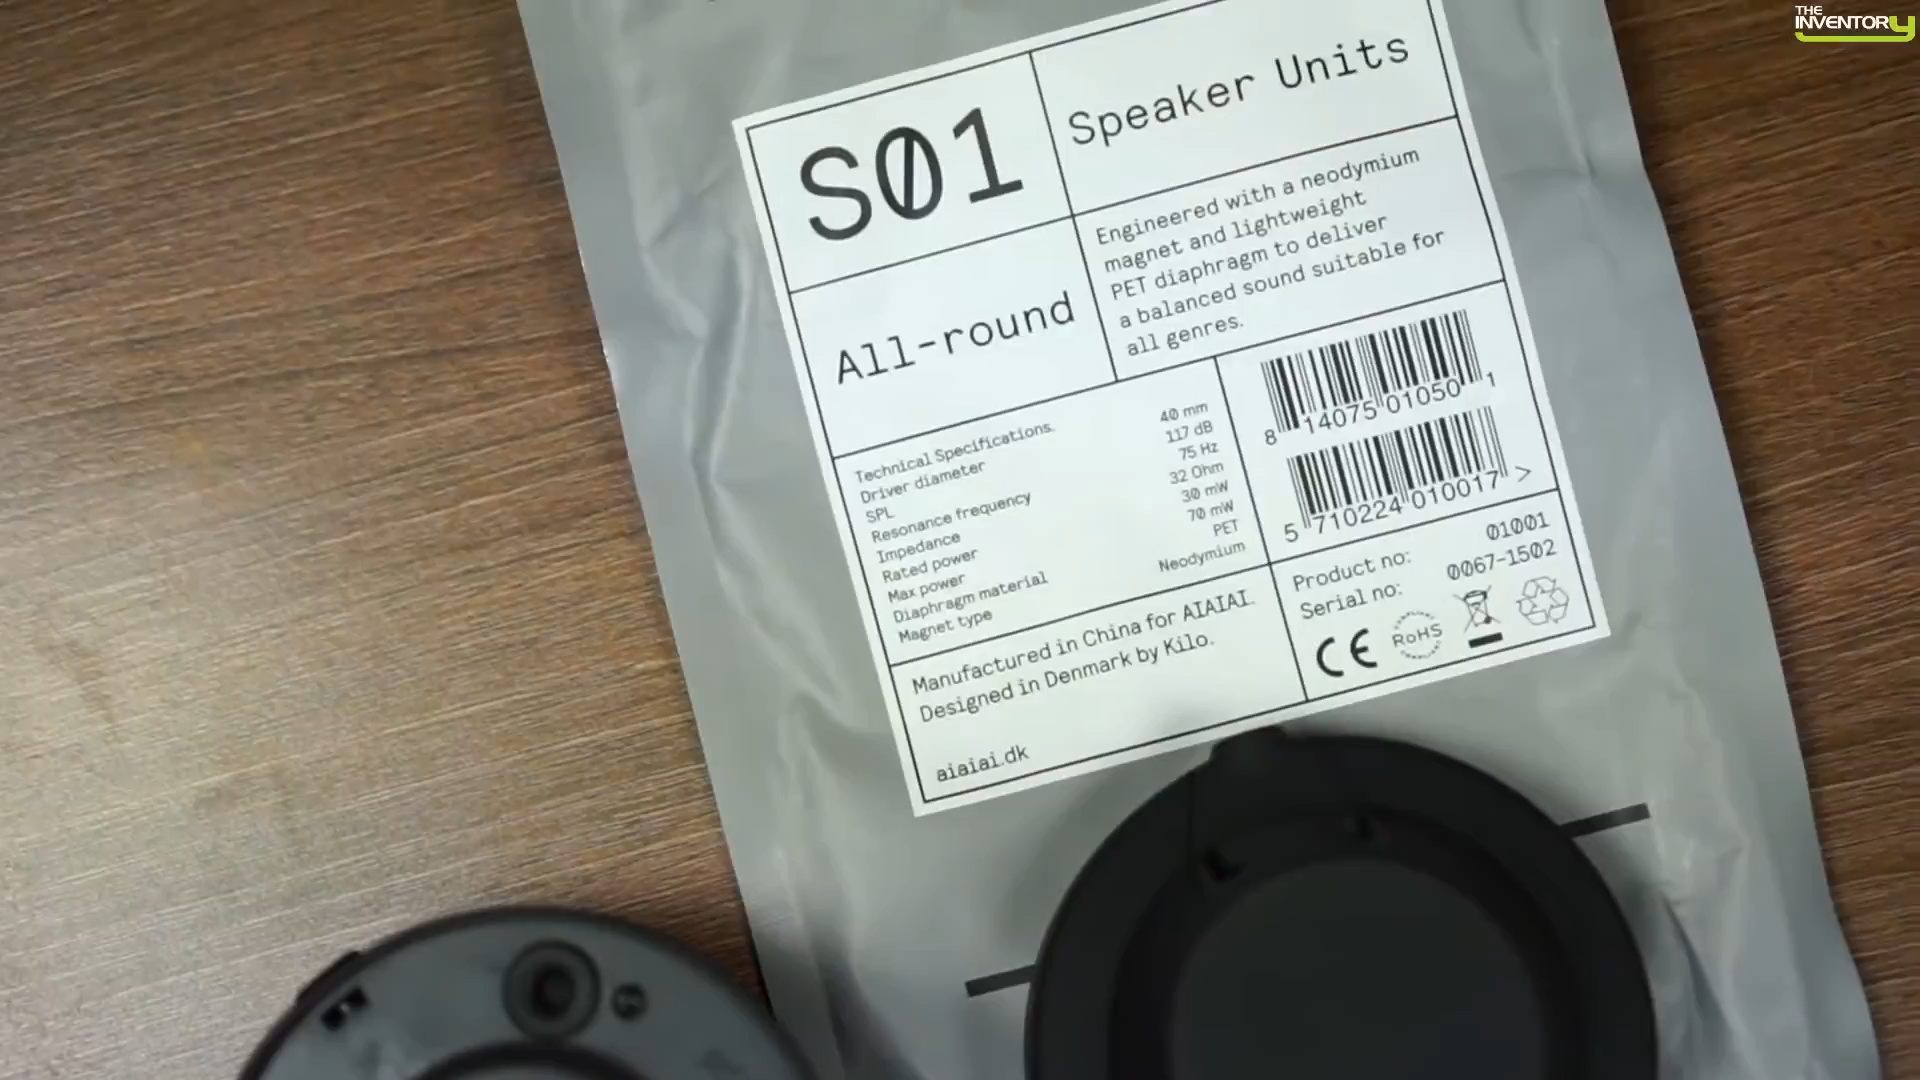 THE
INVENTORY
S01
Speaker Units
All-round
Engineered with a neodymium
magnet and lightweight
PET diaphragm to deliver
a balanced sound suitable for
all genres.
Technical Specifications.
Driver diameter 40 mm
SPL 117 dB
Resonance frequency 75 Hz
Impedance 32 Ohm
Rated power 30 mW
Max power 70 mW
Diaphragm material PET
Magnet type Neodymium
8 14075 01050 1
5 710224 010017 >
Manufactured in China for AIAIAI.
Designed in Denmark by Kilo.
aiaiai.dk
Product no: 01001
Serial no: 0067-1502
CE
RoHS